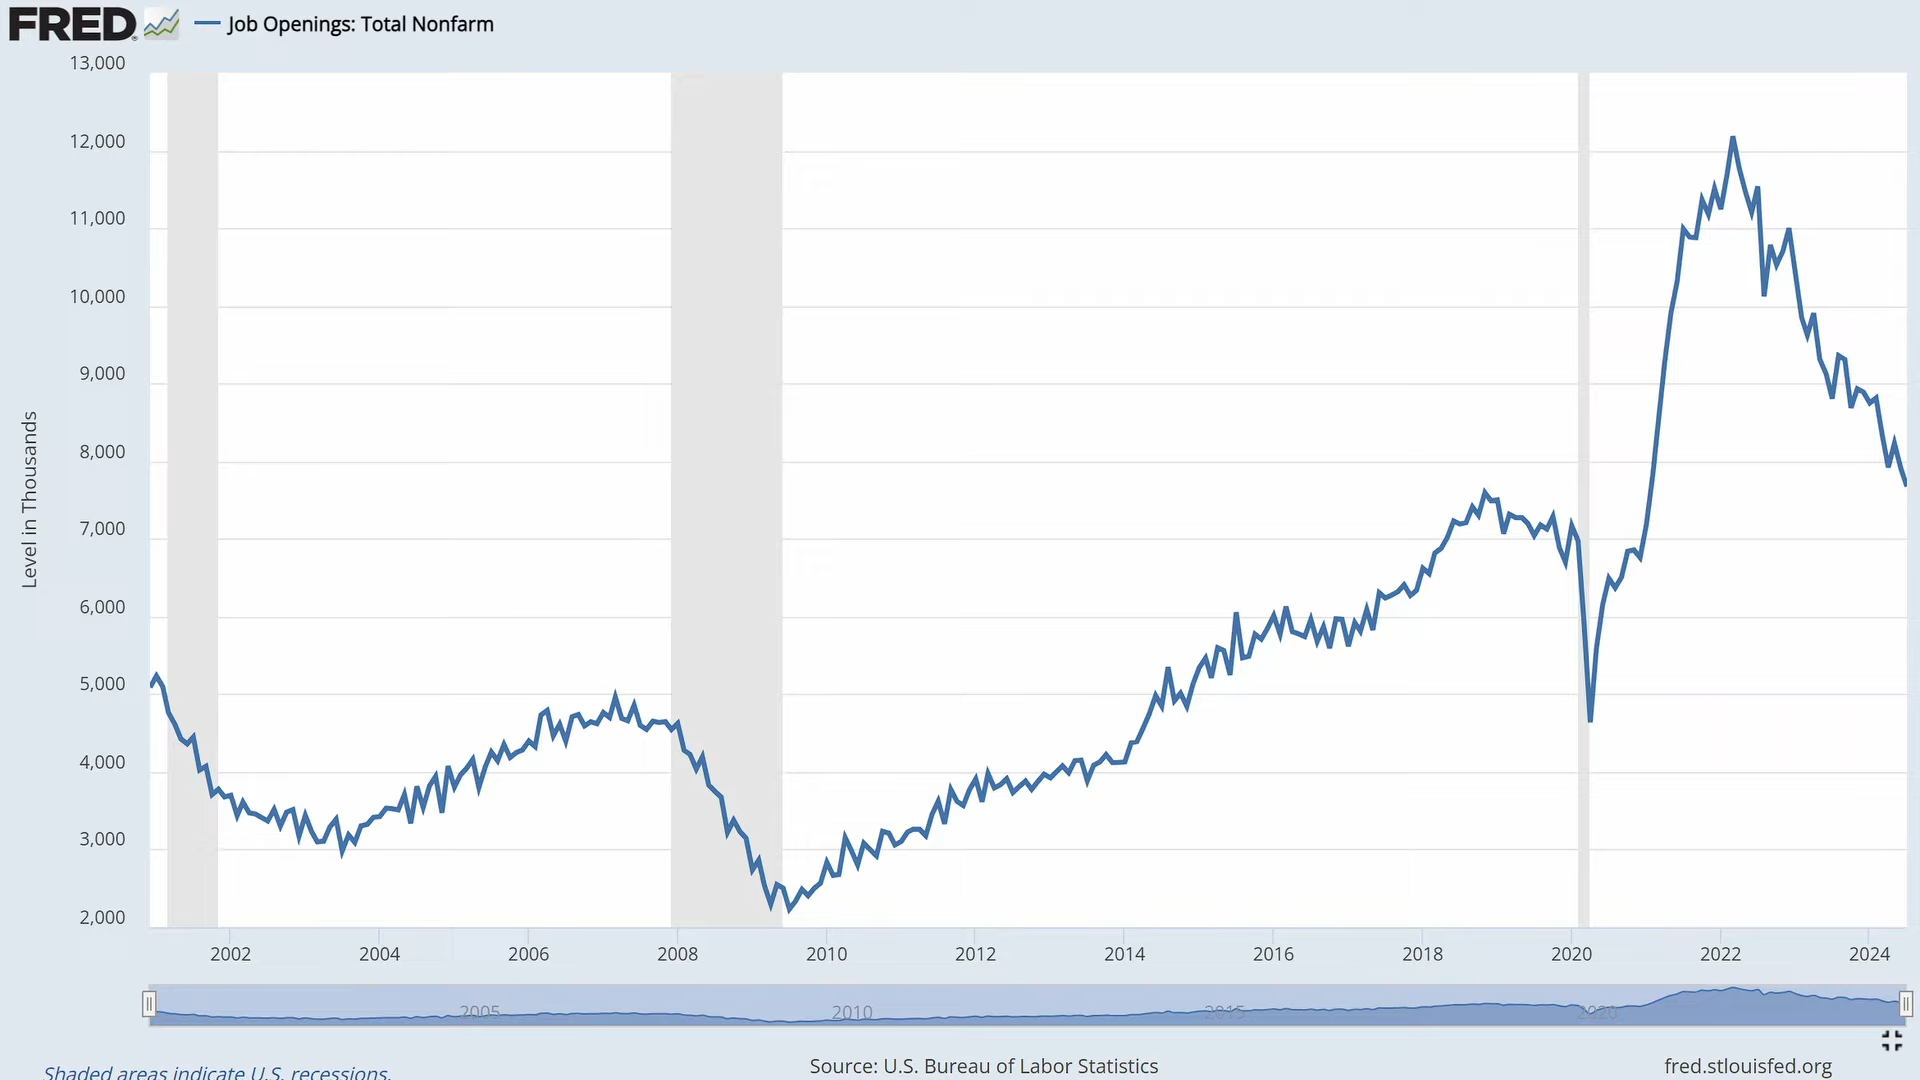 FRED
Job Openings: Total Nonfarm
13,000
12,000
11,000
10,000
9,000
8,000
7,000
6,000
5,000
4,000
3,000
2,000
Level in Thousands
2002 2004 2006 2008 2010 2012 2014 2016 2018 2020 2022 2024
2005 2010 2015 2020
Shaded areas indicate U.S. recessions.
Source: U.S. Bureau of Labor Statistics
fred.stlouisfed.org